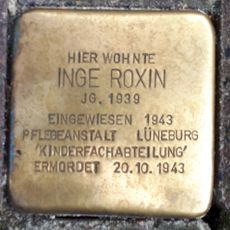 HIER WOHNTE
INGE ROXIN
JG. 1939
EINGEWIESEN 1943
PFLEGEANSTALT LÜNEBURG
'KINDERFACHABTEILUNG'
ERMORDET 20.10.1943